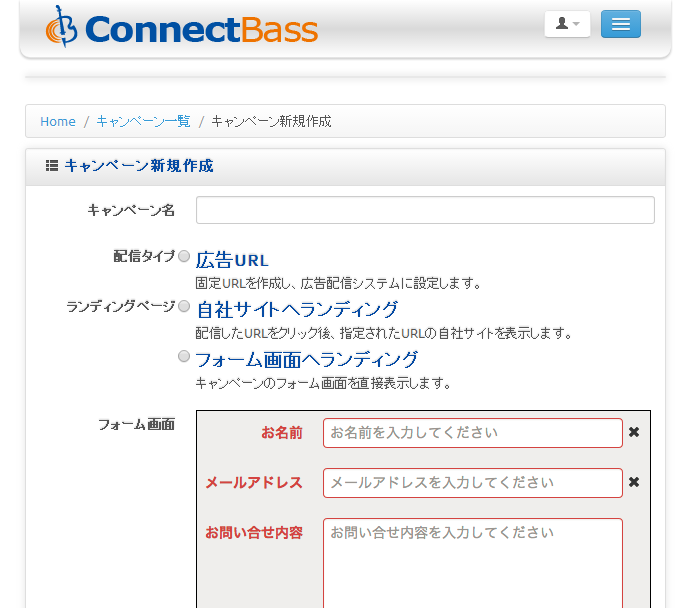 ConnectBass
Home / キャンペーン一覧 / キャンペーン新規作成
キャンペーン新規作成
キャンペーン名
配信タイプ 広告URL
固定URLを作成し、広告配信システムに設定します。
ランディングページ 自社サイトへランディング
配信したURLをクリック後、指定されたURLの自社サイトを表示します。
フォーム画面へランディング
キャンペーンのフォーム画面を直接表示します。
フォーム画面
お名前 お名前を入力してください
メールアドレス メールアドレスを入力してください
お問い合せ内容 お問い合せ内容を入力してください